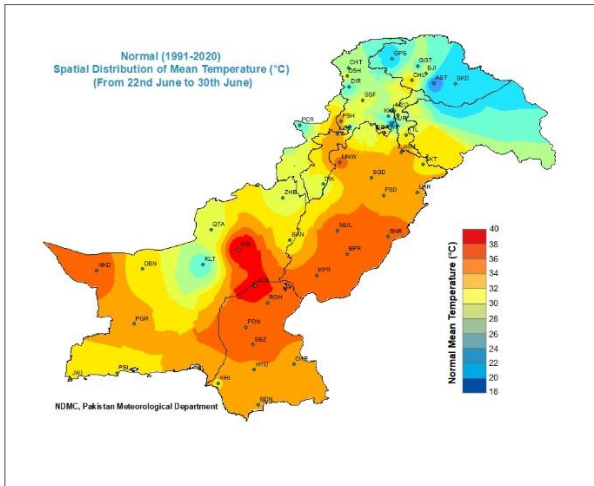 Normal (1991-2020)
Spatial Distribution of Mean Temperature (°C)
(From 22nd June to 30th June)
GPS
CHT
GGT
DSH
BJI
CHL
AST
SKD
DIR
SSF
PCR
PSH
KTL
MNW
SKT
SGD
LHR
FSD
ZHB
QTA
MUL
BNR
BPR
KLT
DBN
NKD
KPR
ROH
PGR
PDN
SBZ
HYD
JWI
PSI
KHI
BDN
Normal Mean Temperature (°C)
40
38
36
34
32
30
28
26
24
22
20
18
NDMC, Pakistan Meteorological Department